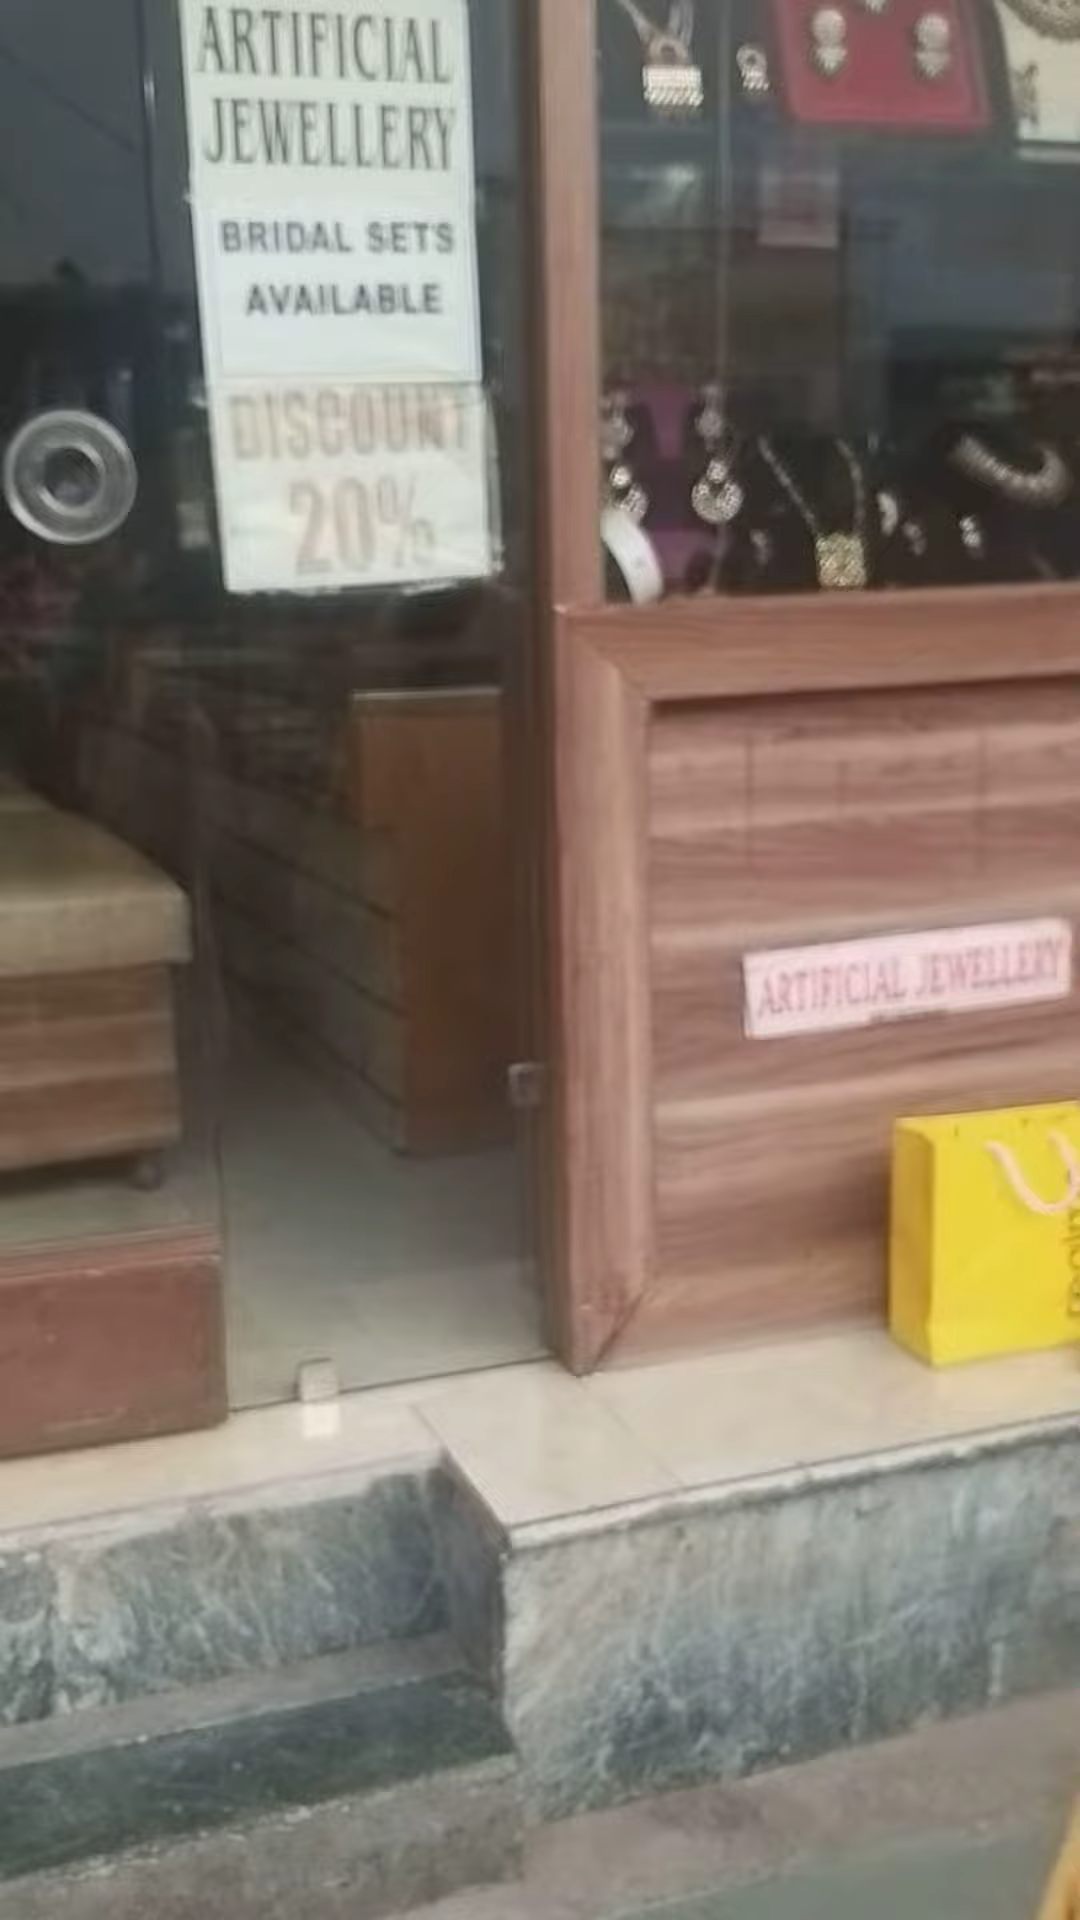 ARTIFICIAL
JEWELLERY
BRIDAL SETS
AVAILABLE
DISCOUNT
20%
ARTIFICIAL JEWELLERY